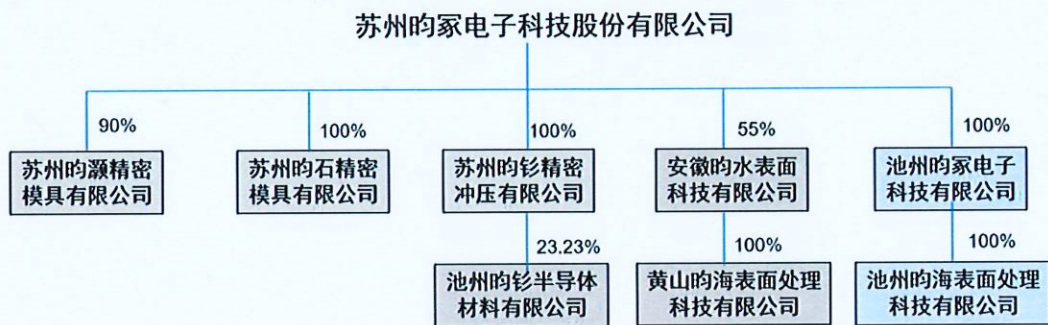 苏州昀冢电子科技股份有限公司
90%
100%
100%
55%
100%
苏州昀灏精密
模具有限公司
苏州昀石精密
模具有限公司
苏州昀钐精密
冲压有限公司
安徽昀水表面
科技有限公司
池州昀冢电子
科技有限公司
23.23%
100%
100%
池州昀钐半导体
材料有限公司
黄山昀海表面处理
科技有限公司
池州昀海表面处理
科技有限公司